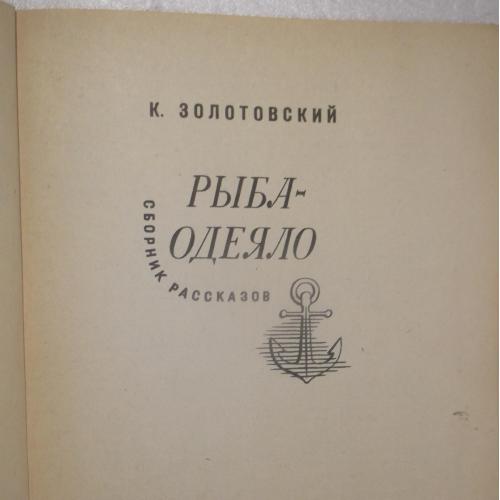 К. ЗОЛОТОВСКИЙ
РЫБА-
ОДЕЯЛО
СБОРНИК РАССКАЗОВ